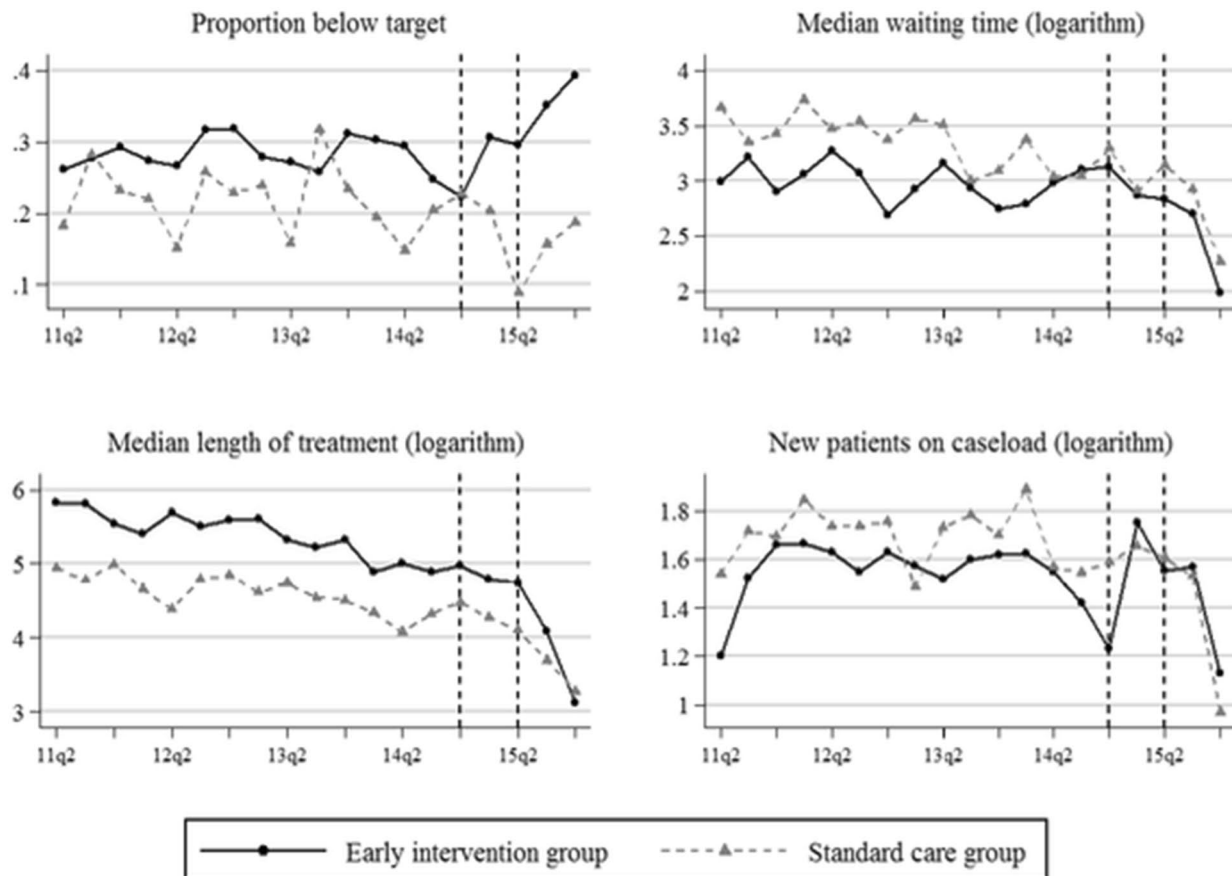 Proportion below target
.4
.3
.2
.1
11q2 12q2 13q2 14q2 15q2
Median waiting time (logarithm)
4
3.5
3
2.5
2
11q2 12q2 13q2 14q2 15q2
Median length of treatment (logarithm)
6
5
4
3
11q2 12q2 13q2 14q2 15q2
New patients on caseload (logarithm)
1.8
1.6
1.4
1.2
1
11q2 12q2 13q2 14q2 15q2
Early intervention group Standard care group